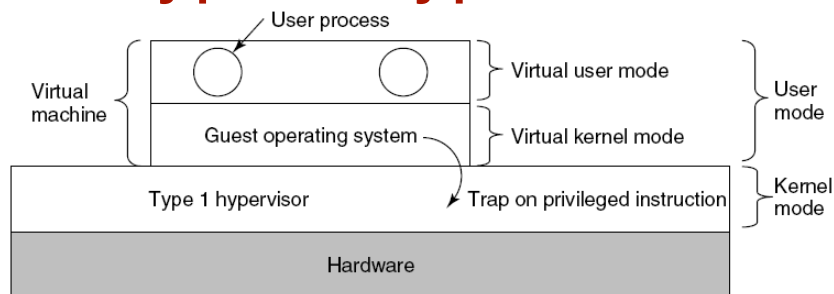 User process
Virtual user mode
Virtual machine
User mode
Guest operating system
Virtual kernel mode
Type 1 hypervisor
Trap on privileged instruction
Kernel mode
Hardware